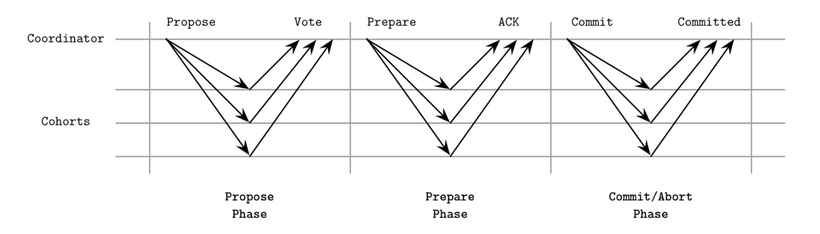 Propose Vote Prepare ACK Commit Committed
Coordinator
Cohorts
Propose Prepare Commit/Abort
Phase Phase Phase